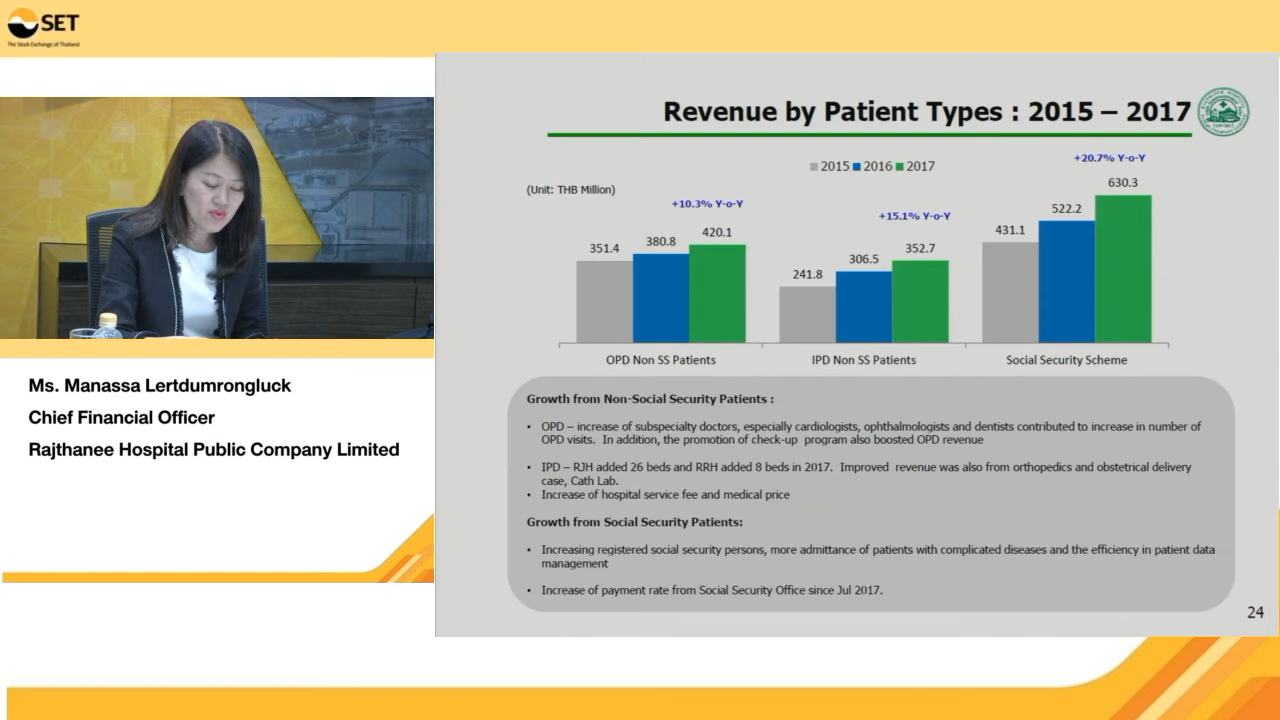 SET
The Stock Exchange of Thailand
Revenue by Patient Types : 2015 – 2017
2015 2016 2017
(Unit: THB Million)
+10.3% Y-o-Y
+15.1% Y-o-Y
+20.7% Y-o-Y
351.4
380.8
420.1
241.8
306.5
352.7
431.1
522.2
630.3
OPD Non SS Patients
IPD Non SS Patients
Social Security Scheme
Ms. Manassa Lertdumrongluck
Chief Financial Officer
Rajthanee Hospital Public Company Limited
Growth from Non-Social Security Patients :
• OPD – increase of subspecialty doctors, especially cardiologists, ophthalmologists and dentists contributed to increase in number of
OPD visits. In addition, the promotion of check-up program also boosted OPD revenue
• IPD – RJH added 26 beds and RRH added 8 beds in 2017. Improved revenue was also from orthopedics and obstetrical delivery
case, Cath Lab.
• Increase of hospital service fee and medical price
Growth from Social Security Patients:
• Increasing registered social security persons, more admittance of patients with complicated diseases and the efficiency in patient data
management
• Increase of payment rate from Social Security Office since Jul 2017.
24